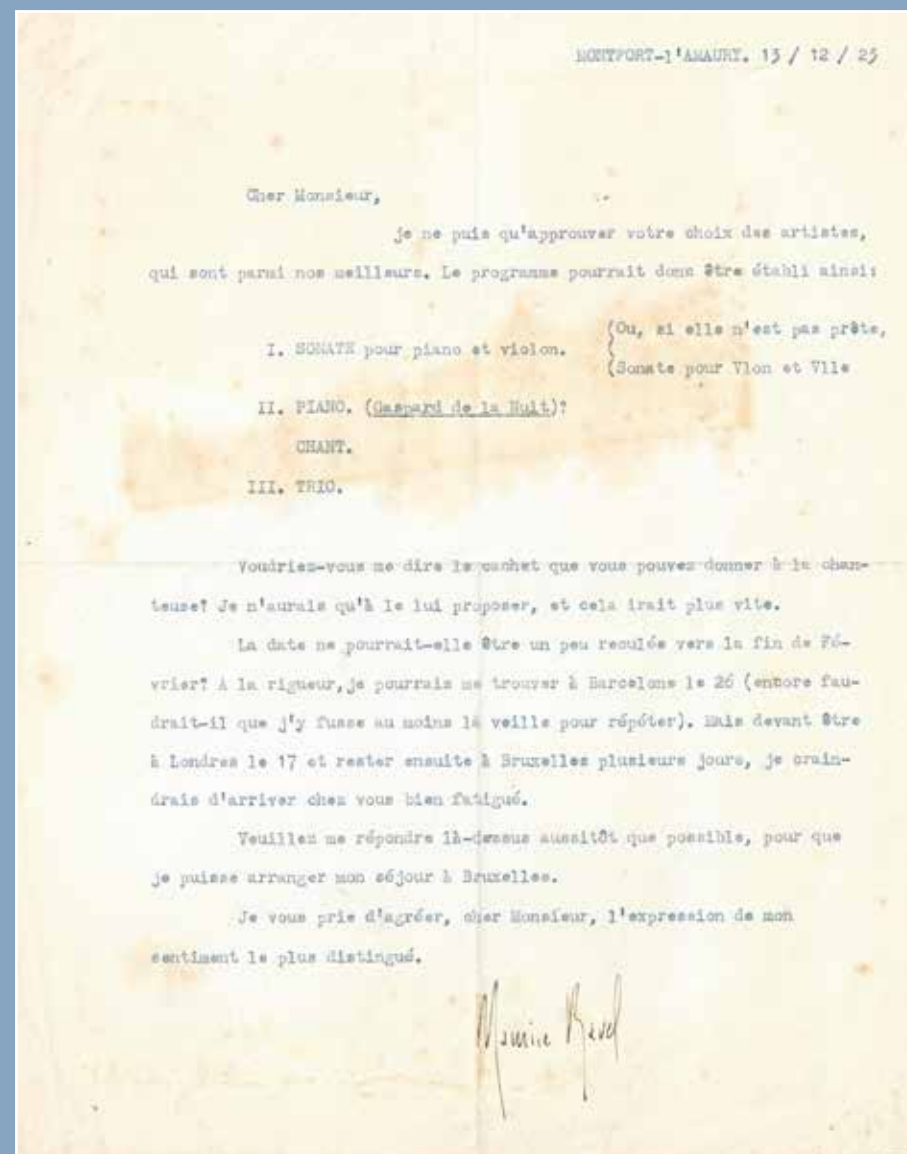 MONTFORT-l'AMAURY. 13 / 12 / 23
Cher Monsieur,
je ne puis qu'approuver votre choix des artistes,
qui sont parmi nos meilleurs. Le programme pourrait donc être établi ainsi:
I. SONATE pour piano et violon. (Ou, si elle n'est pas prête,
(Sonate pour Vlon et Vlle
II. PIANO. (Gaspard de la Nuit)?
CHANT.
III. TRIO.
Voudriez-vous me dire le cachet que vous pouvez donner à la chan-
teuse? Je n'aurais qu'à le lui proposer, et cela irait plus vite.
La date ne pourrait-elle être un peu reculée vers la fin de Fé-
vrier? A la rigueur, je pourrais me trouver à Barcelone le 26 (encore fau-
drait-il que j'y fusse au moins la veille pour répéter). Mais devant être
à Londres le 17 et rester ensuite à Bruxelles plusieurs jours, je crain-
drais d'arriver chez vous bien fatigué.
Veuillez me répondre là-dessus aussitôt que possible, pour que
je puisse arranger mon séjour à Bruxelles.
Je vous prie d'agréer, cher Monsieur, l'expression de mon
sentiment le plus distingué.
Maurice Ravel